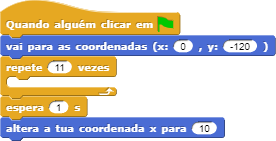 Quando alguém clicar em
vai para as coordenadas (x: 0 , y: -120 )
repete 11 vezes
espera 1 s
altera a tua coordenada x para 10